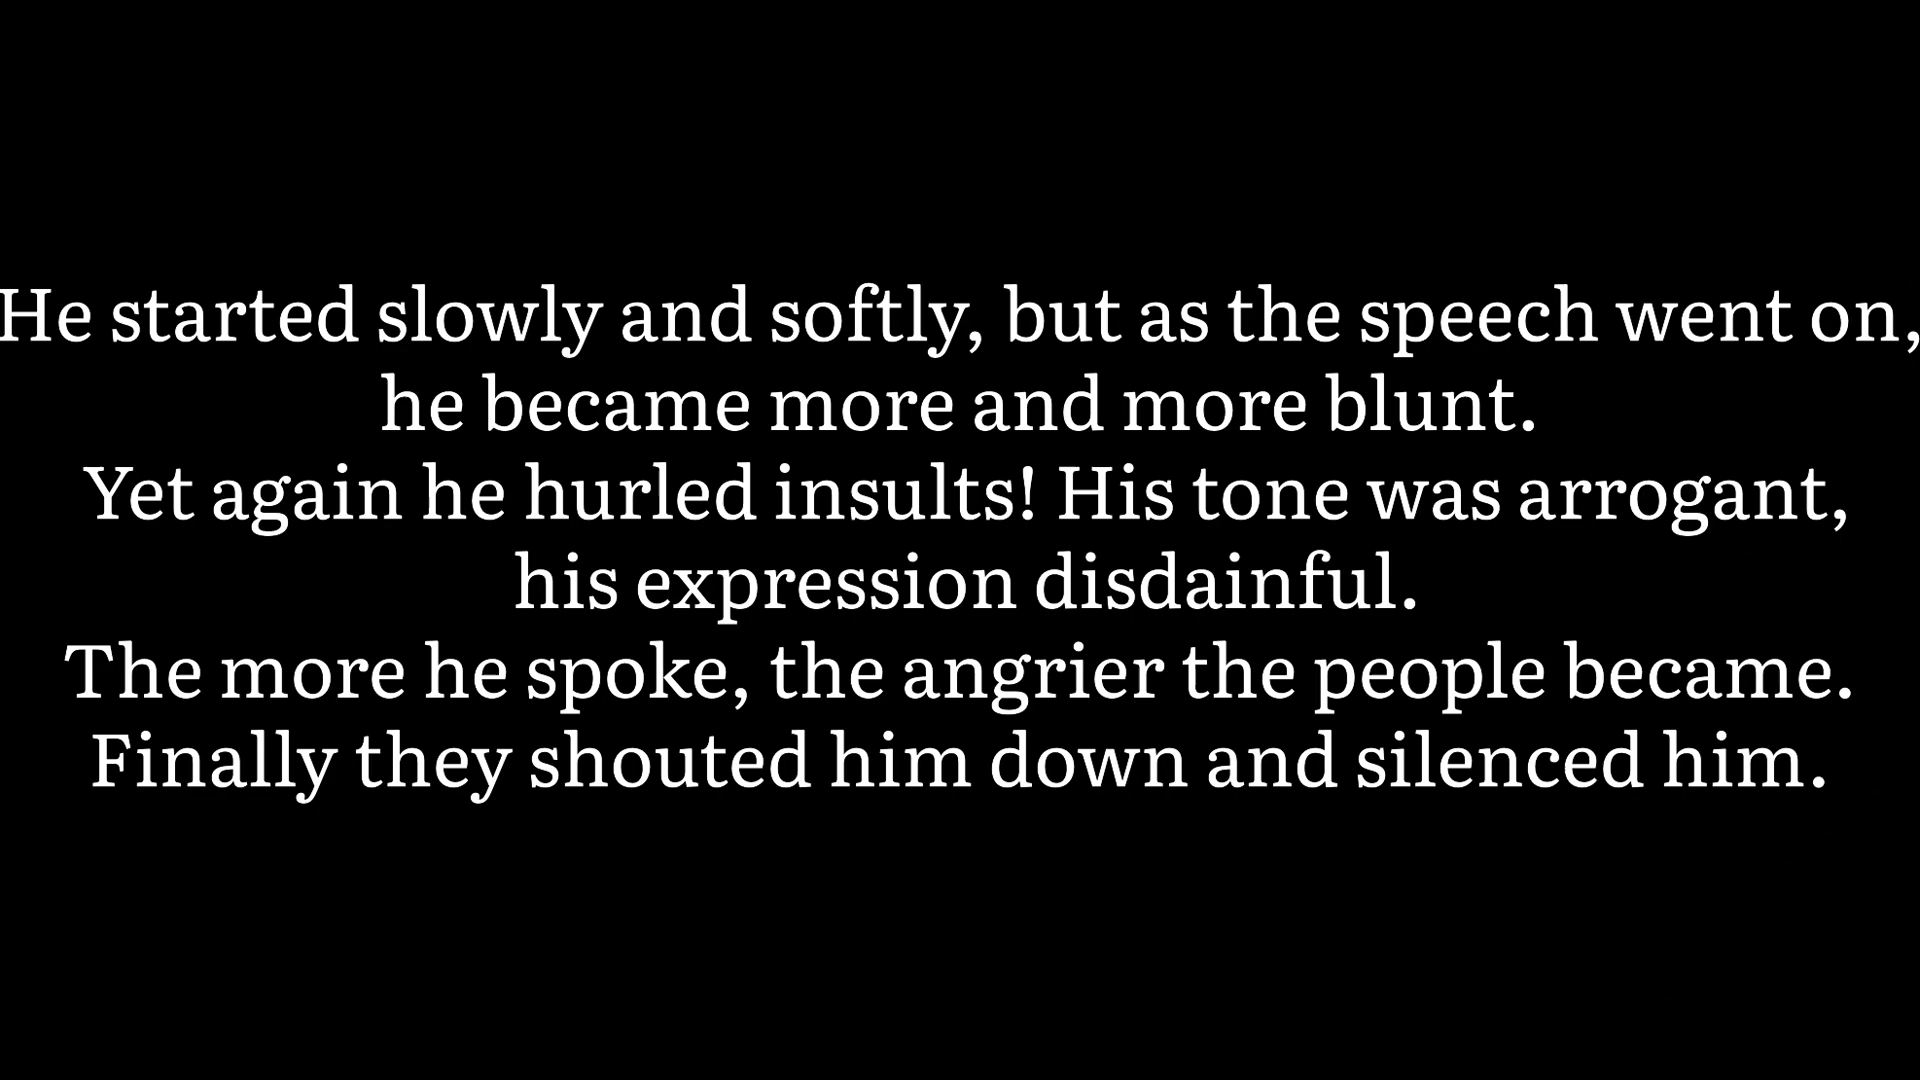 He started slowly and softly, but as the speech went on,
he became more and more blunt.
Yet again he hurled insults! His tone was arrogant,
his expression disdainful.
The more he spoke, the angrier the people became.
Finally they shouted him down and silenced him.